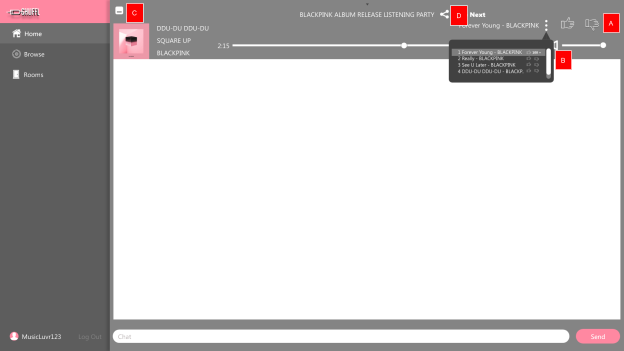 SHUFFL
Home
Browse
Rooms
MusicLuvr123
Log Out
C
BLACKPINK ALBUM RELEASE LISTENING PARTY
D
Next
Forever Young - BLACKPINK
A
DDU-DU DDU-DU
SQUARE UP
BLACKPINK
2:15
B
1 Forever Young - BLACKPINK
2 Really - BLACKPINK
3 See U Later - BLACKPINK
4 DDU-DU DDU-DU - BLACKP.
Chat
Send